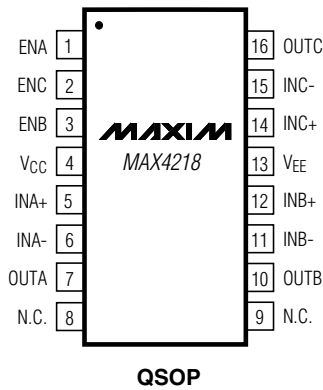 ENA 1 16 OUTC
ENC 2 15 INC-
ENB 3 14 INC+
MAXIM
VCC 4 MAX4218 13 VEE
INA+ 5 12 INB+
INA- 6 11 INB-
OUTA 7 10 OUTB
N.C. 8 9 N.C.
QSOP